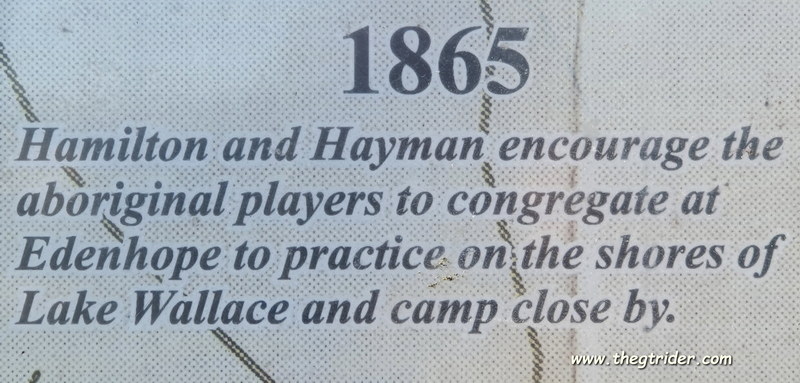 1865
Hamilton and Hayman encourage the
aboriginal players to congregate at
Edenhope to practice on the shores of
Lake Wallace and camp close by.
www.thegtrider.com